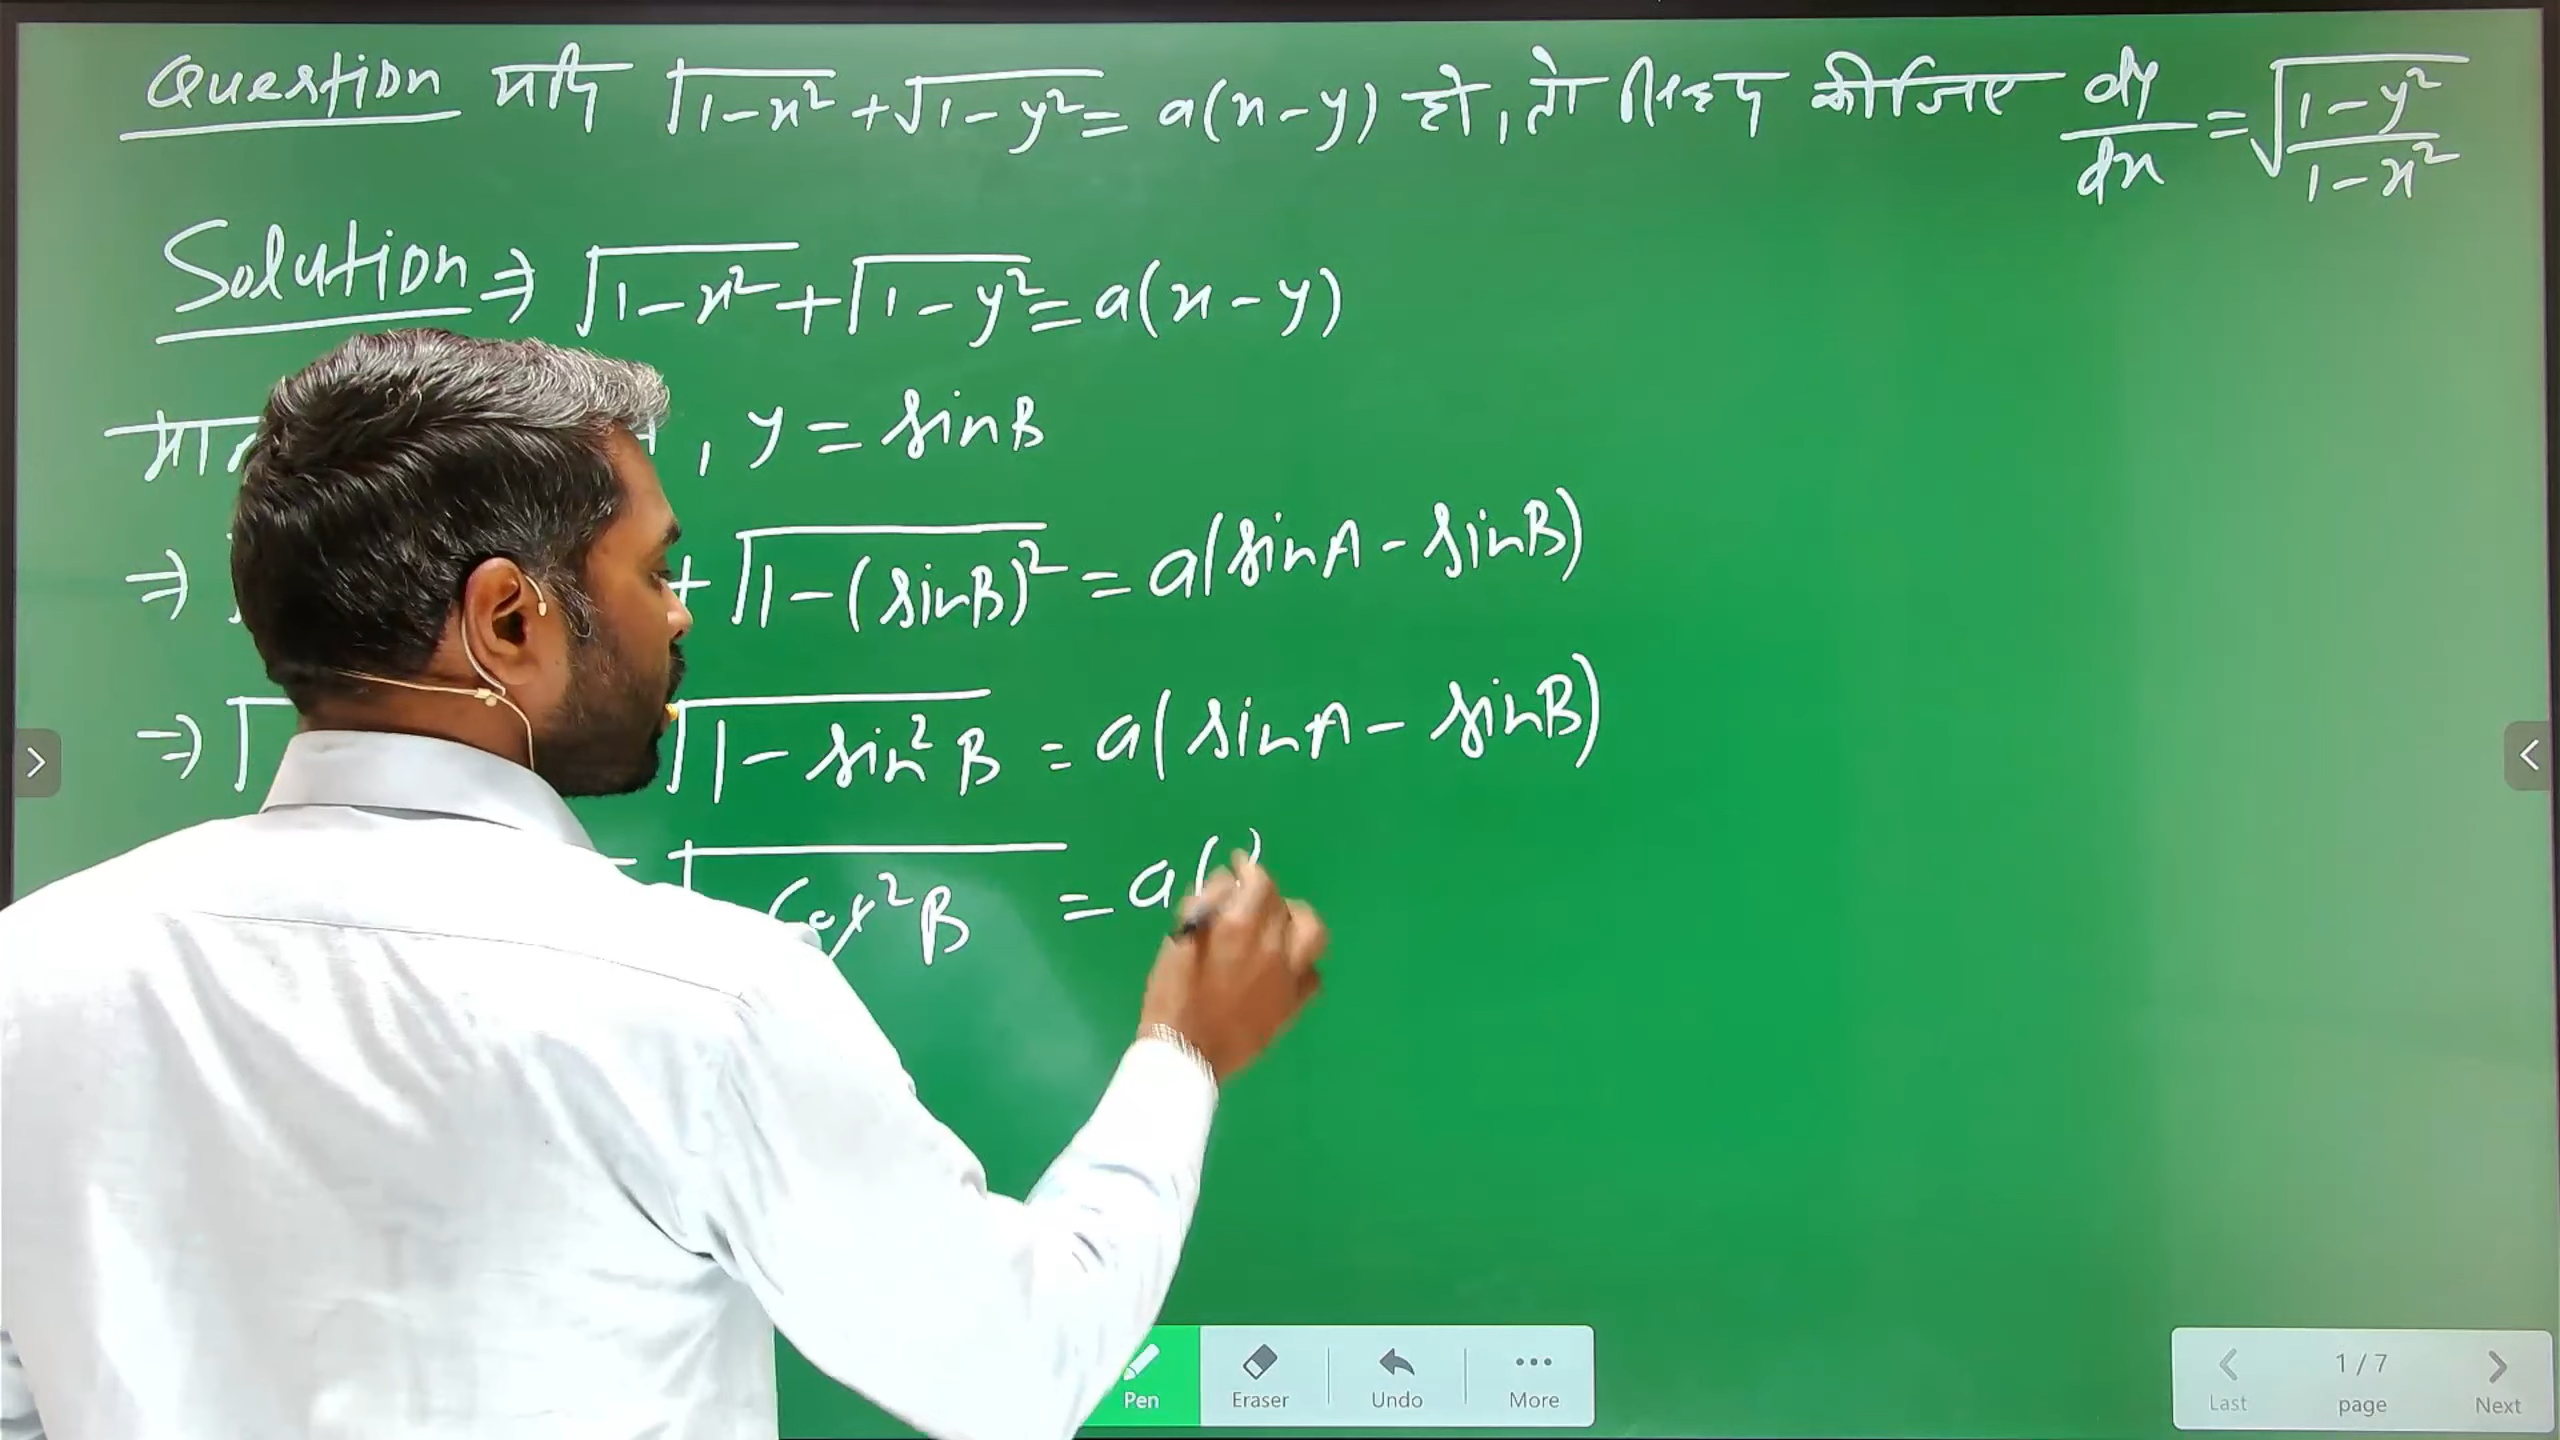 Question यदि √1-x² + √1-y² = a(x-y) हो, तो सिद्ध कीजिए dy/dx = √(1-y²/1-x²)
Solution ⇒ √1-x² + √1-y² = a(x-y)
, y = sinB
⇒ + √1-(sinB)² = a(sinA - sinB)
⇒ √1 - sin²B = a(sinA - sinB)
√cos²B = a(
Pen Eraser Undo More
Last 1/7 page Next